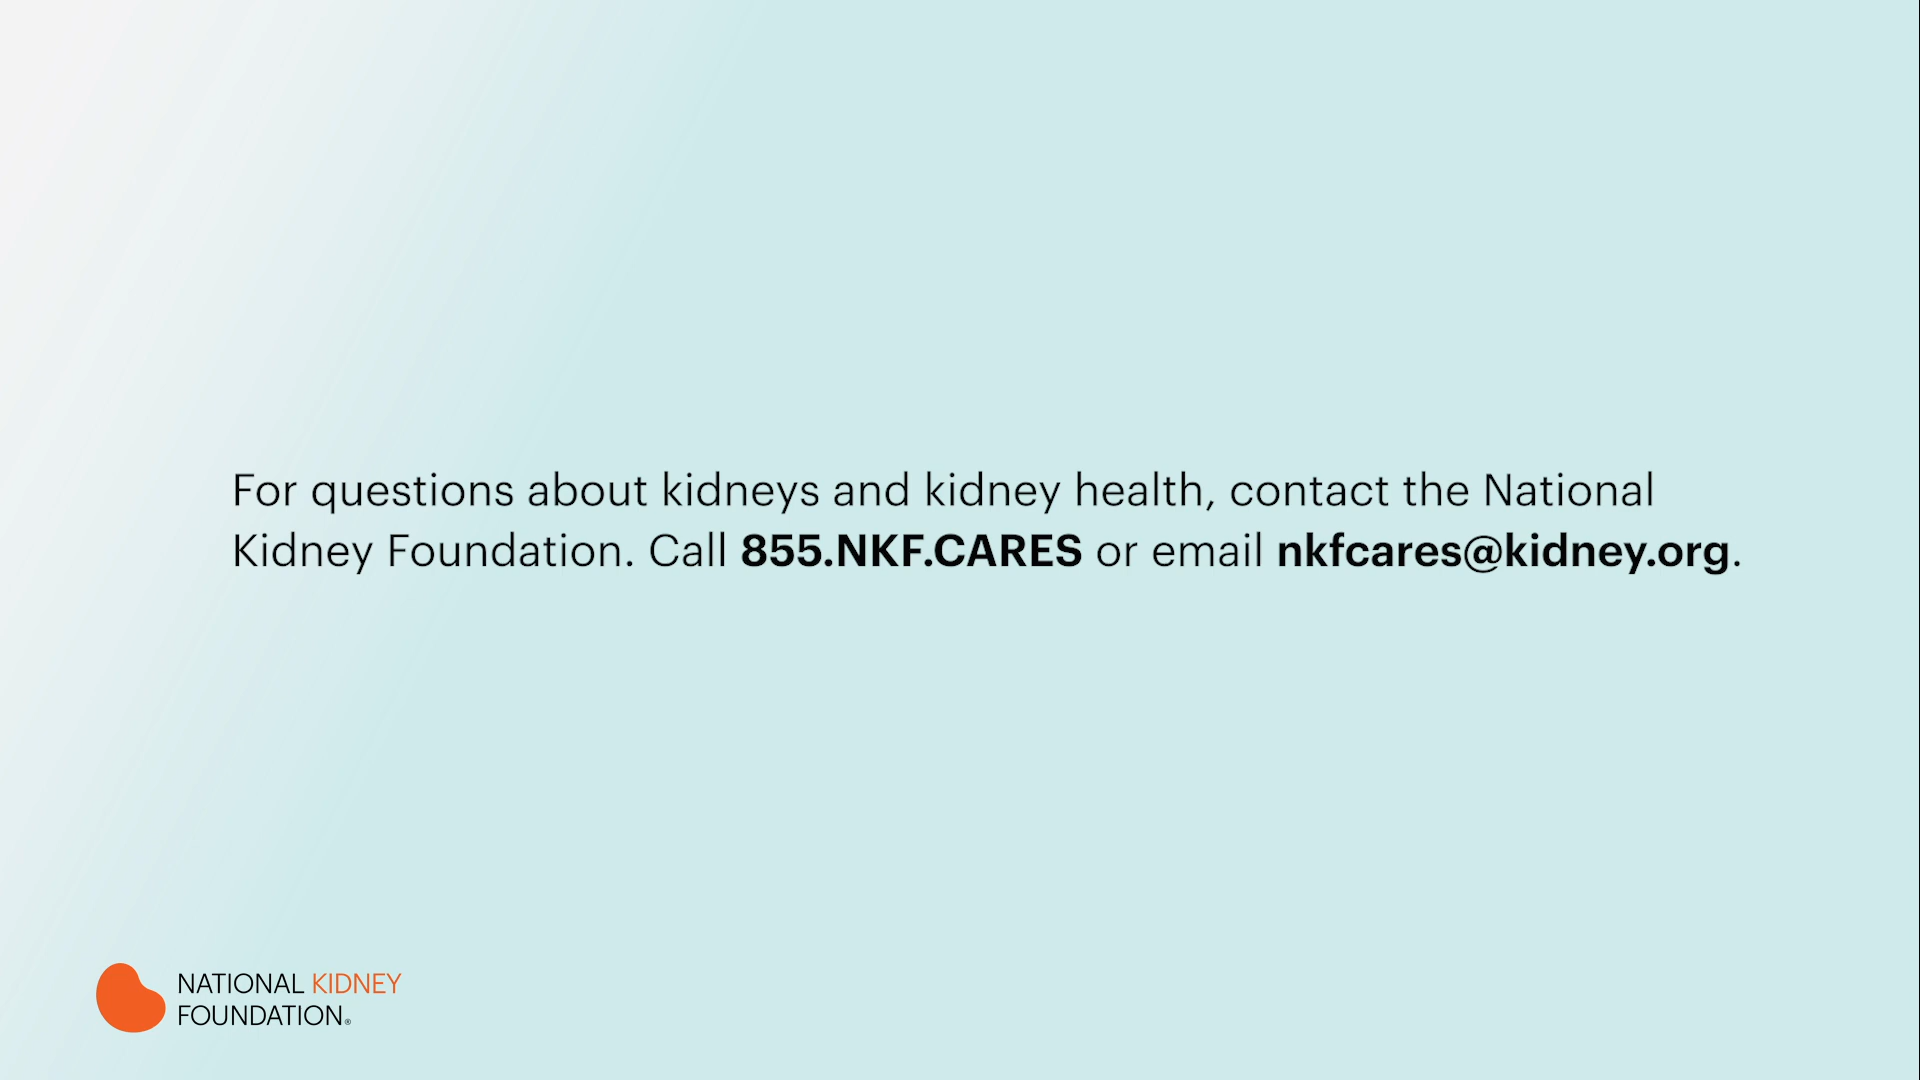 For questions about kidneys and kidney health, contact the National
Kidney Foundation. Call 855.NKF.CARES or email nkfcares@kidney.org.
NATIONAL KIDNEY
FOUNDATION®